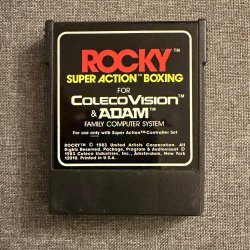 ROCKY™
SUPER ACTION™ BOXING
FOR
COLECOVISION™
& ADAM™
FAMILY COMPUTER SYSTEM
For use only with Super Action™ Controller Set
ROCKY™ © 1983 United Artists Corporation. All
Rights Reserved. Package, Program & Audiovisual ©
1983 Coleco Industries, Inc., Amsterdam, New York
12010. Printed in U.S.A.